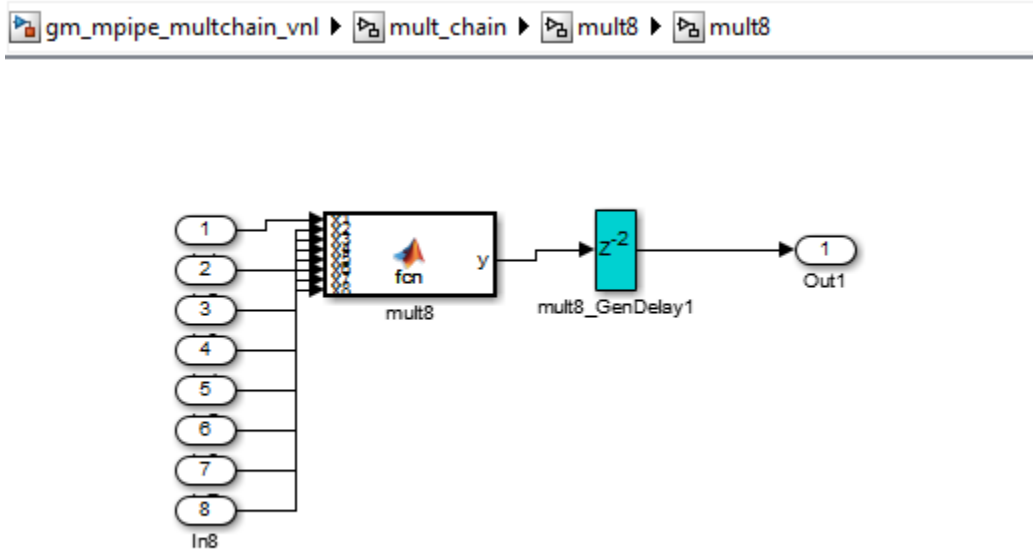 gm_mpipe_multchain_vnl ▶ mult_chain ▶ mult8 ▶ mult8
1
2
3
4
5
6
7
8
In8
fcn
y
mult8
z-2
mult8_GenDelay1
1
Out1